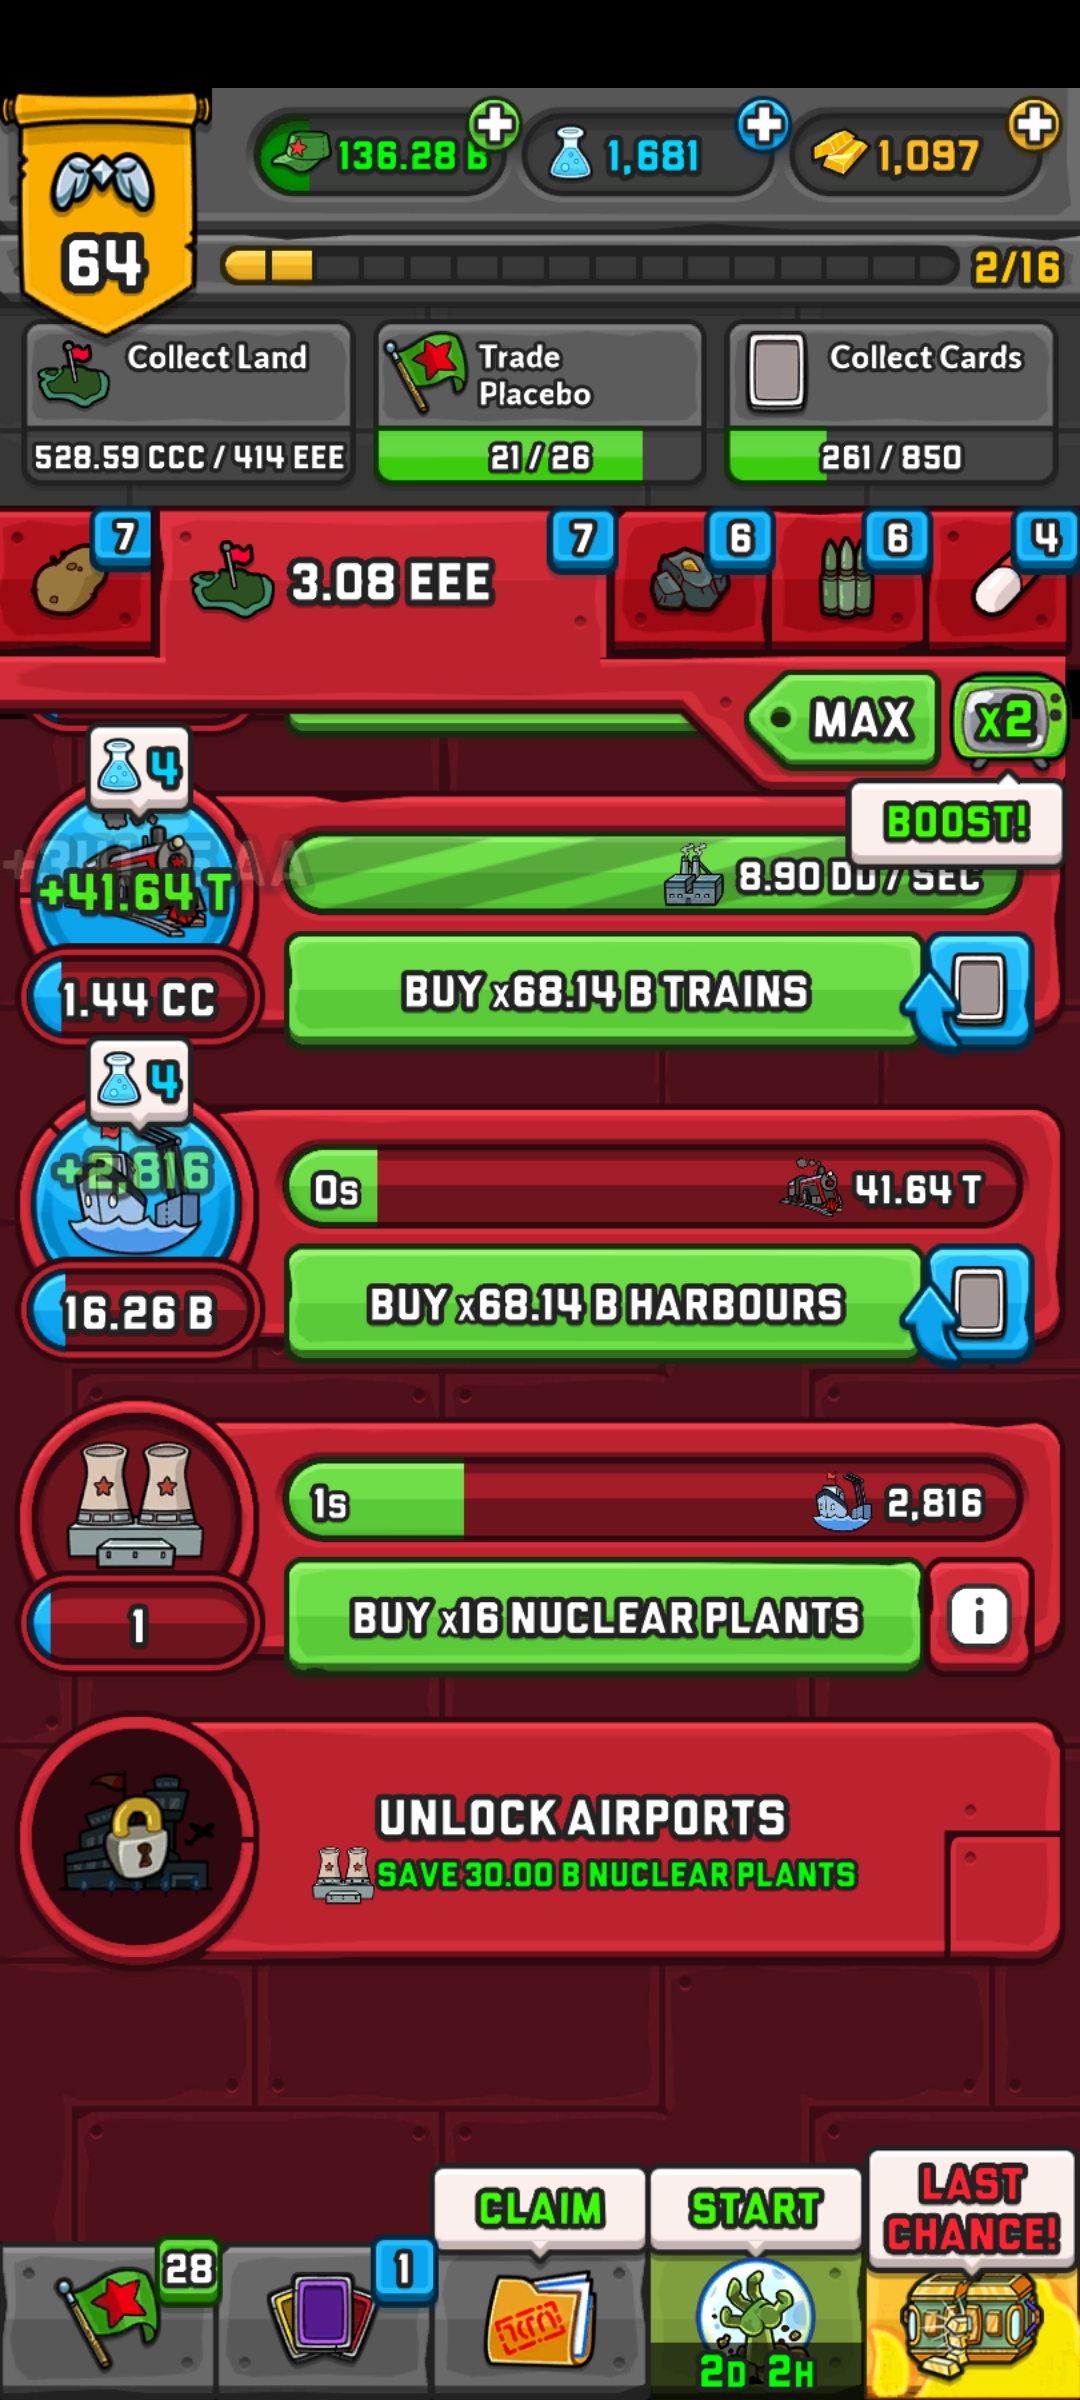 136.28 B
1,681
1,097
64
2/16
Collect Land
528.59 CCC / 414 EEE
Trade
Placebo
21 / 26
Collect Cards
261 / 850
7
3.08 EEE
7
6
6
4
MAX
x2
BOOST!
4
+41.64 T
8.90 DD / SEC
1.44 CC
BUY x68.14 B TRAINS
4
+2,816
0s
41.64 T
16.26 B
BUY x68.14 B HARBOURS
1s
2,816
1
BUY x16 NUCLEAR PLANTS
i
UNLOCK AIRPORTS
SAVE 30.00 B NUCLEAR PLANTS
28
1
CLAIM
START
2D 2H
LAST
CHANCE!